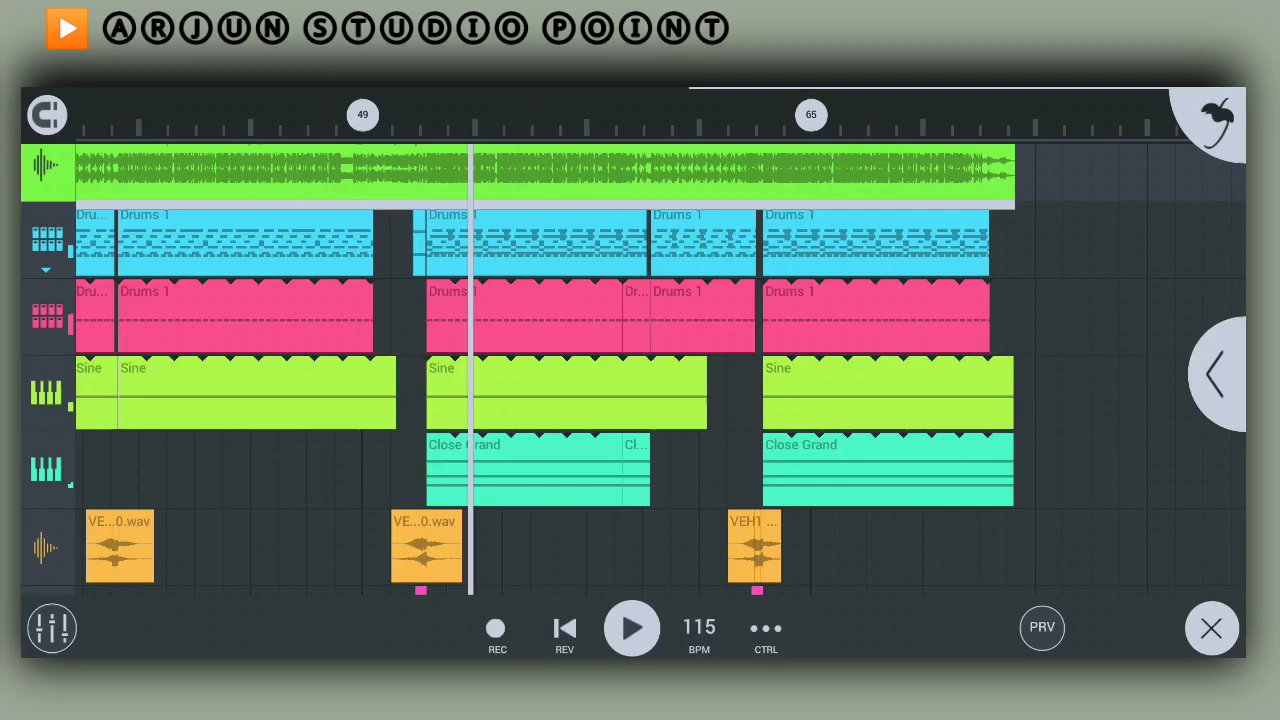 ARJUN STUDIO POINT
49 65
Dru... Drums 1 Drums 1 Drums 1 Drums 1
Dru... Drums 1 Drums 1 Dr... Drums 1 Drums 1
Sine Sine Sine Sine
Close Grand Cl... Close Grand
VE...0.wav VE...0.wav VEH1 ...
115 PRV
REC REV BPM CTRL